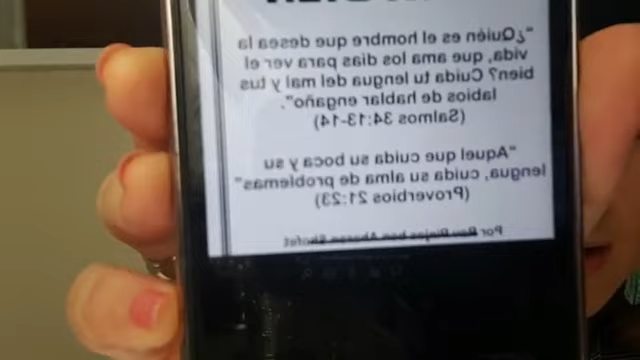 "¿Quién es el hombre que desea la
vida, que ama los días para ver el
bien? Cuida tu lengua del mal y tus
labios de hablar engaño".
(Salmos 34:13-14)
"Aquel que cuida su boca y su
lengua, cuida su alma de problemas"
(Proverbios 21:23)
Por